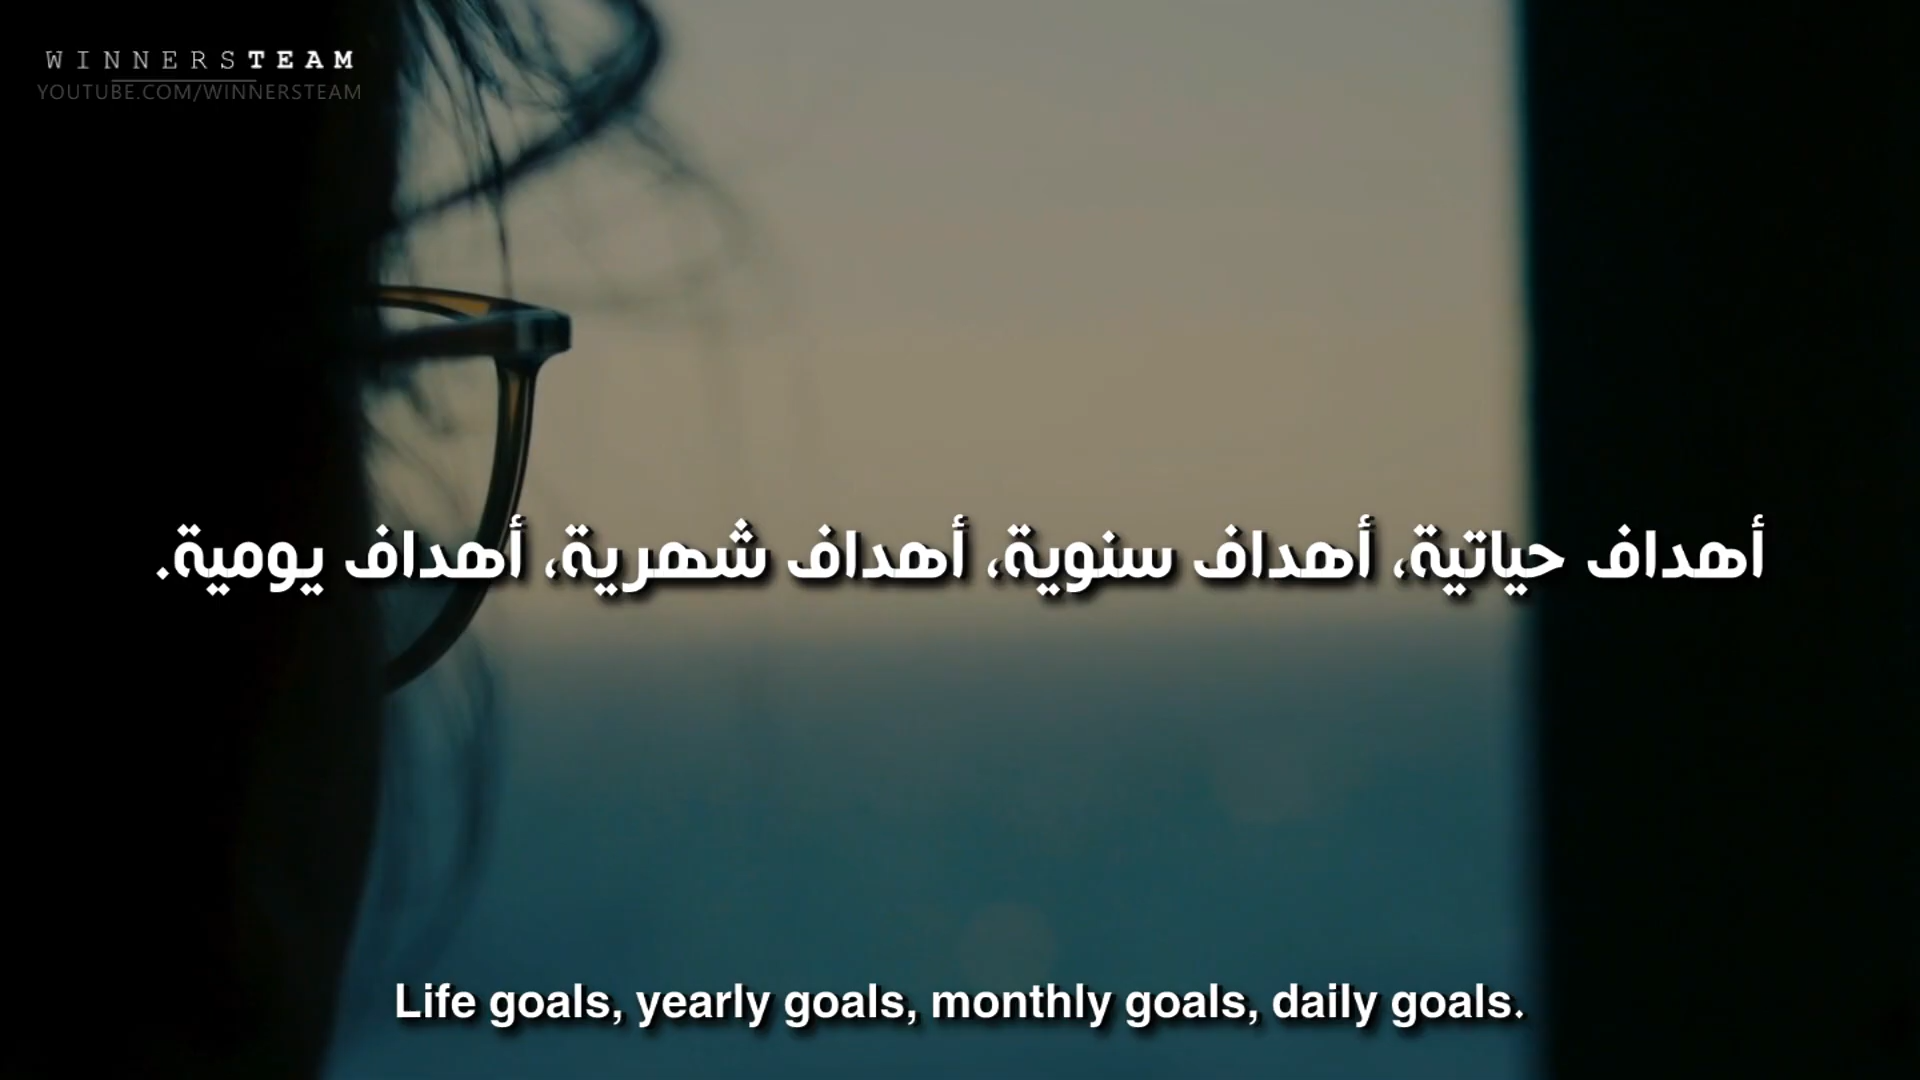 WINNERSTEAM
YOUTUBE.COM/WINNERSTEAM
أهداف حياتية، أهداف سنوية، أهداف شهرية، أهداف يومية.
Life goals, yearly goals, monthly goals, daily goals.